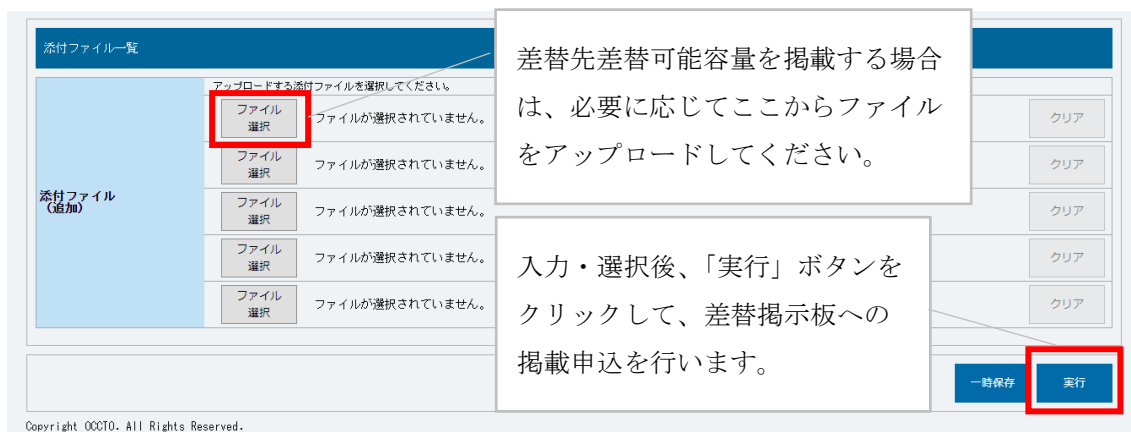 添付ファイル一覧
差替先差替可能容量を掲載する場合
は、必要に応じてここからファイル
をアップロードしてください。
アップロードする添付ファイルを選択してください。
添付ファイル
(追加)
ファイル
選択
ファイルが選択されていません。
クリア
ファイル
選択
ファイルが選択されていません。
クリア
ファイル
選択
ファイルが選択されていません。
クリア
ファイル
選択
ファイルが選択されていません。
クリア
ファイル
選択
ファイルが選択されていません。
クリア
入力・選択後、「実行」ボタンを
クリックして、差替掲示板への
掲載申込を行います。
一時保存
実行
Copyright OCCTO. All Rights Reserved.